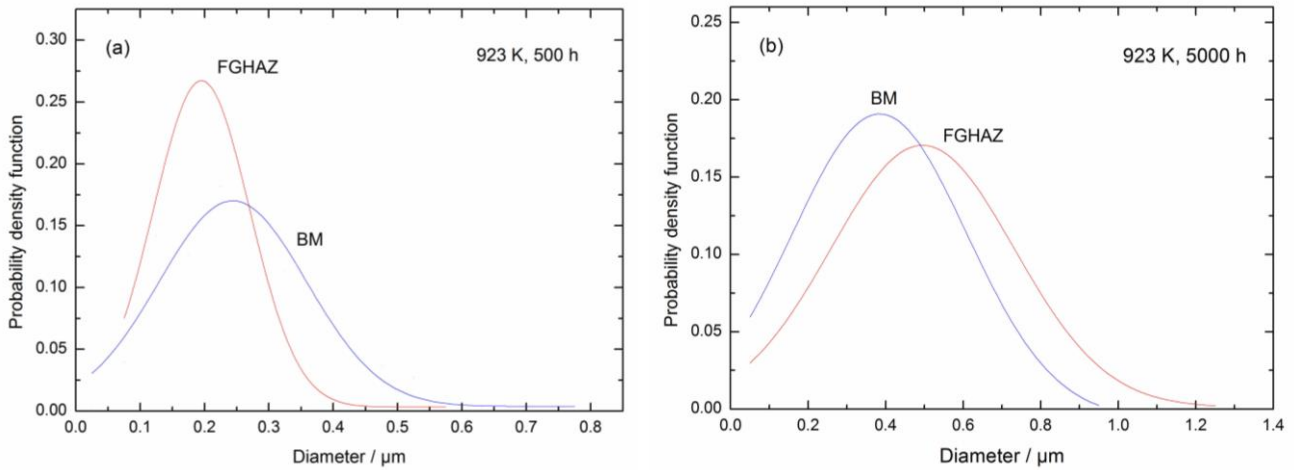 (a)
923 K, 500 h
FGHAZ
BM
Probability density function
0.30
0.25
0.20
0.15
0.10
0.05
0.00
0.0 0.1 0.2 0.3 0.4 0.5 0.6 0.7 0.8
Diameter / μm
(b)
923 K, 5000 h
BM
FGHAZ
Probability density function
0.25
0.20
0.15
0.10
0.05
0.00
0.0 0.2 0.4 0.6 0.8 1.0 1.2 1.4
Diameter / μm